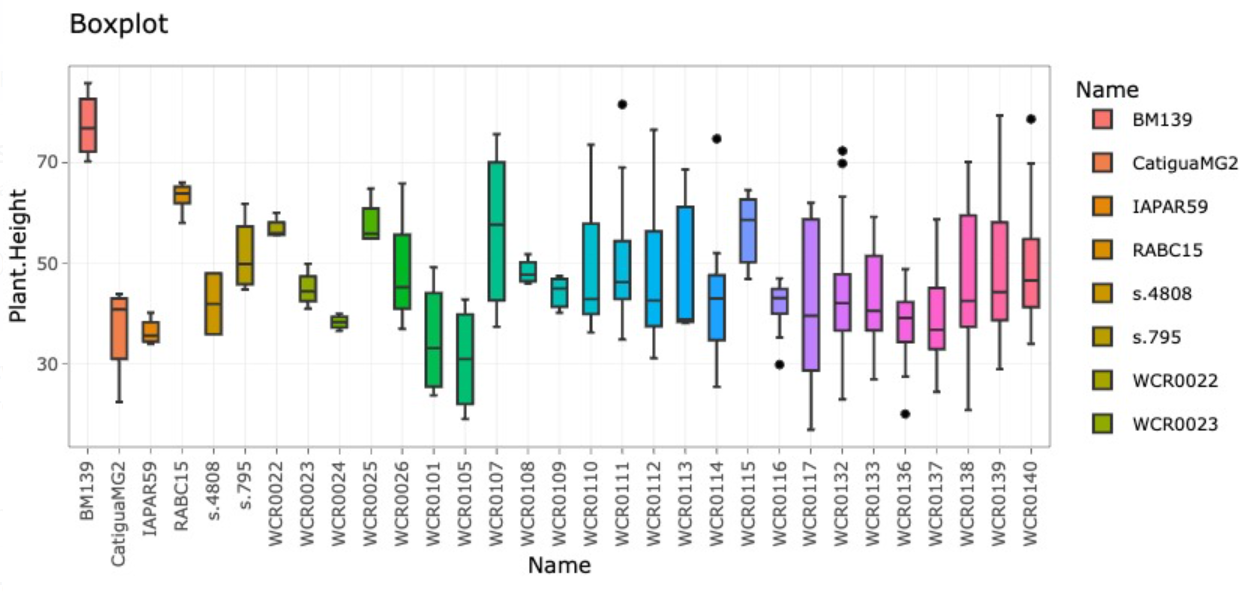 Boxplot
Plant.Height
70
50
30
BM139
CatiguaMG2
IAPAR59
RABC15
s.4808
s.795
WCR0022
WCR0023
WCR0024
WCR0025
WCR0026
WCR0101
WCR0105
WCR0107
WCR0108
WCR0109
WCR0110
WCR0111
WCR0112
WCR0113
WCR0114
WCR0115
WCR0116
WCR0117
WCR0132
WCR0133
WCR0136
WCR0137
WCR0138
WCR0139
WCR0140
Name
Name
BM139
CatiguaMG2
IAPAR59
RABC15
s.4808
s.795
WCR0022
WCR0023